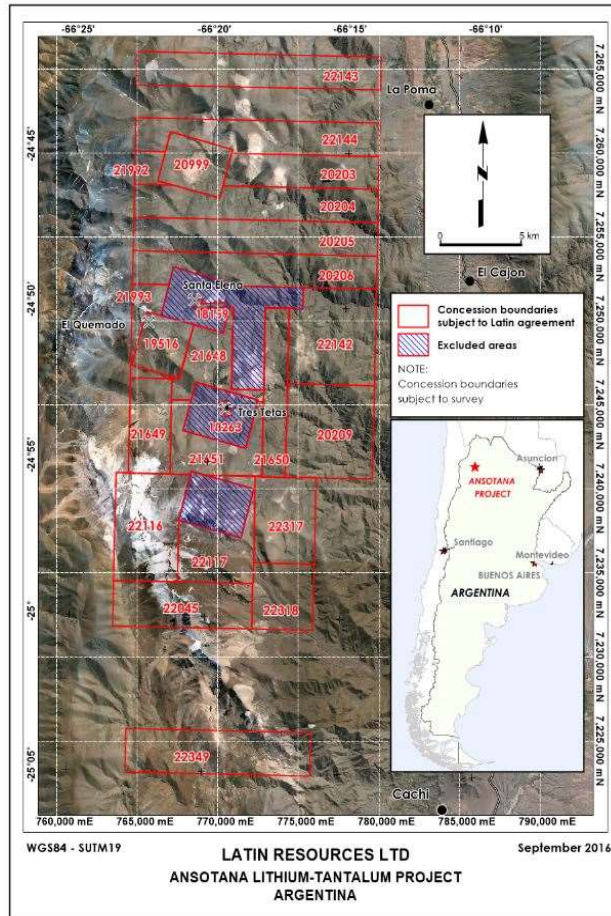 -66°25' -66°20' -66°15' -66°10'
7,265,000 mN
22143
La Poma
-24°45'
22144
7,260,000 mN
21992
20999
20203
20204
7,255,000 mN
20205
5 km
0
20206
El Cajon
-24°50'
Santa Elena
21993
18159
7,250,000 mN
El Quemado
19516
21648
22142
Concession boundaries
subject to Latin agreement
Excluded areas
NOTE:
Concession boundaries
subject to survey
7,245,000 mN
Tres Tetas
18263
21649
20209
-24°55'
21451
21650
7,240,000 mN
22116
22317
22117
7,235,000 mN
-25°
22045
22318
7,230,000 mN
-25°05'
22349
7,225,000 mN
Cachi
Asuncion
ANSOTANA
PROJECT
Santiago
Montevideo
BUENOS AIRES
ARGENTINA
760,000 mE 765,000 mE 770,000 mE 775,000 mE 785,000 mE 790,000 mE
WGS84 - SUTM19
September 2016
LATIN RESOURCES LTD
ANSOTANA LITHIUM-TANTALUM PROJECT
ARGENTINA